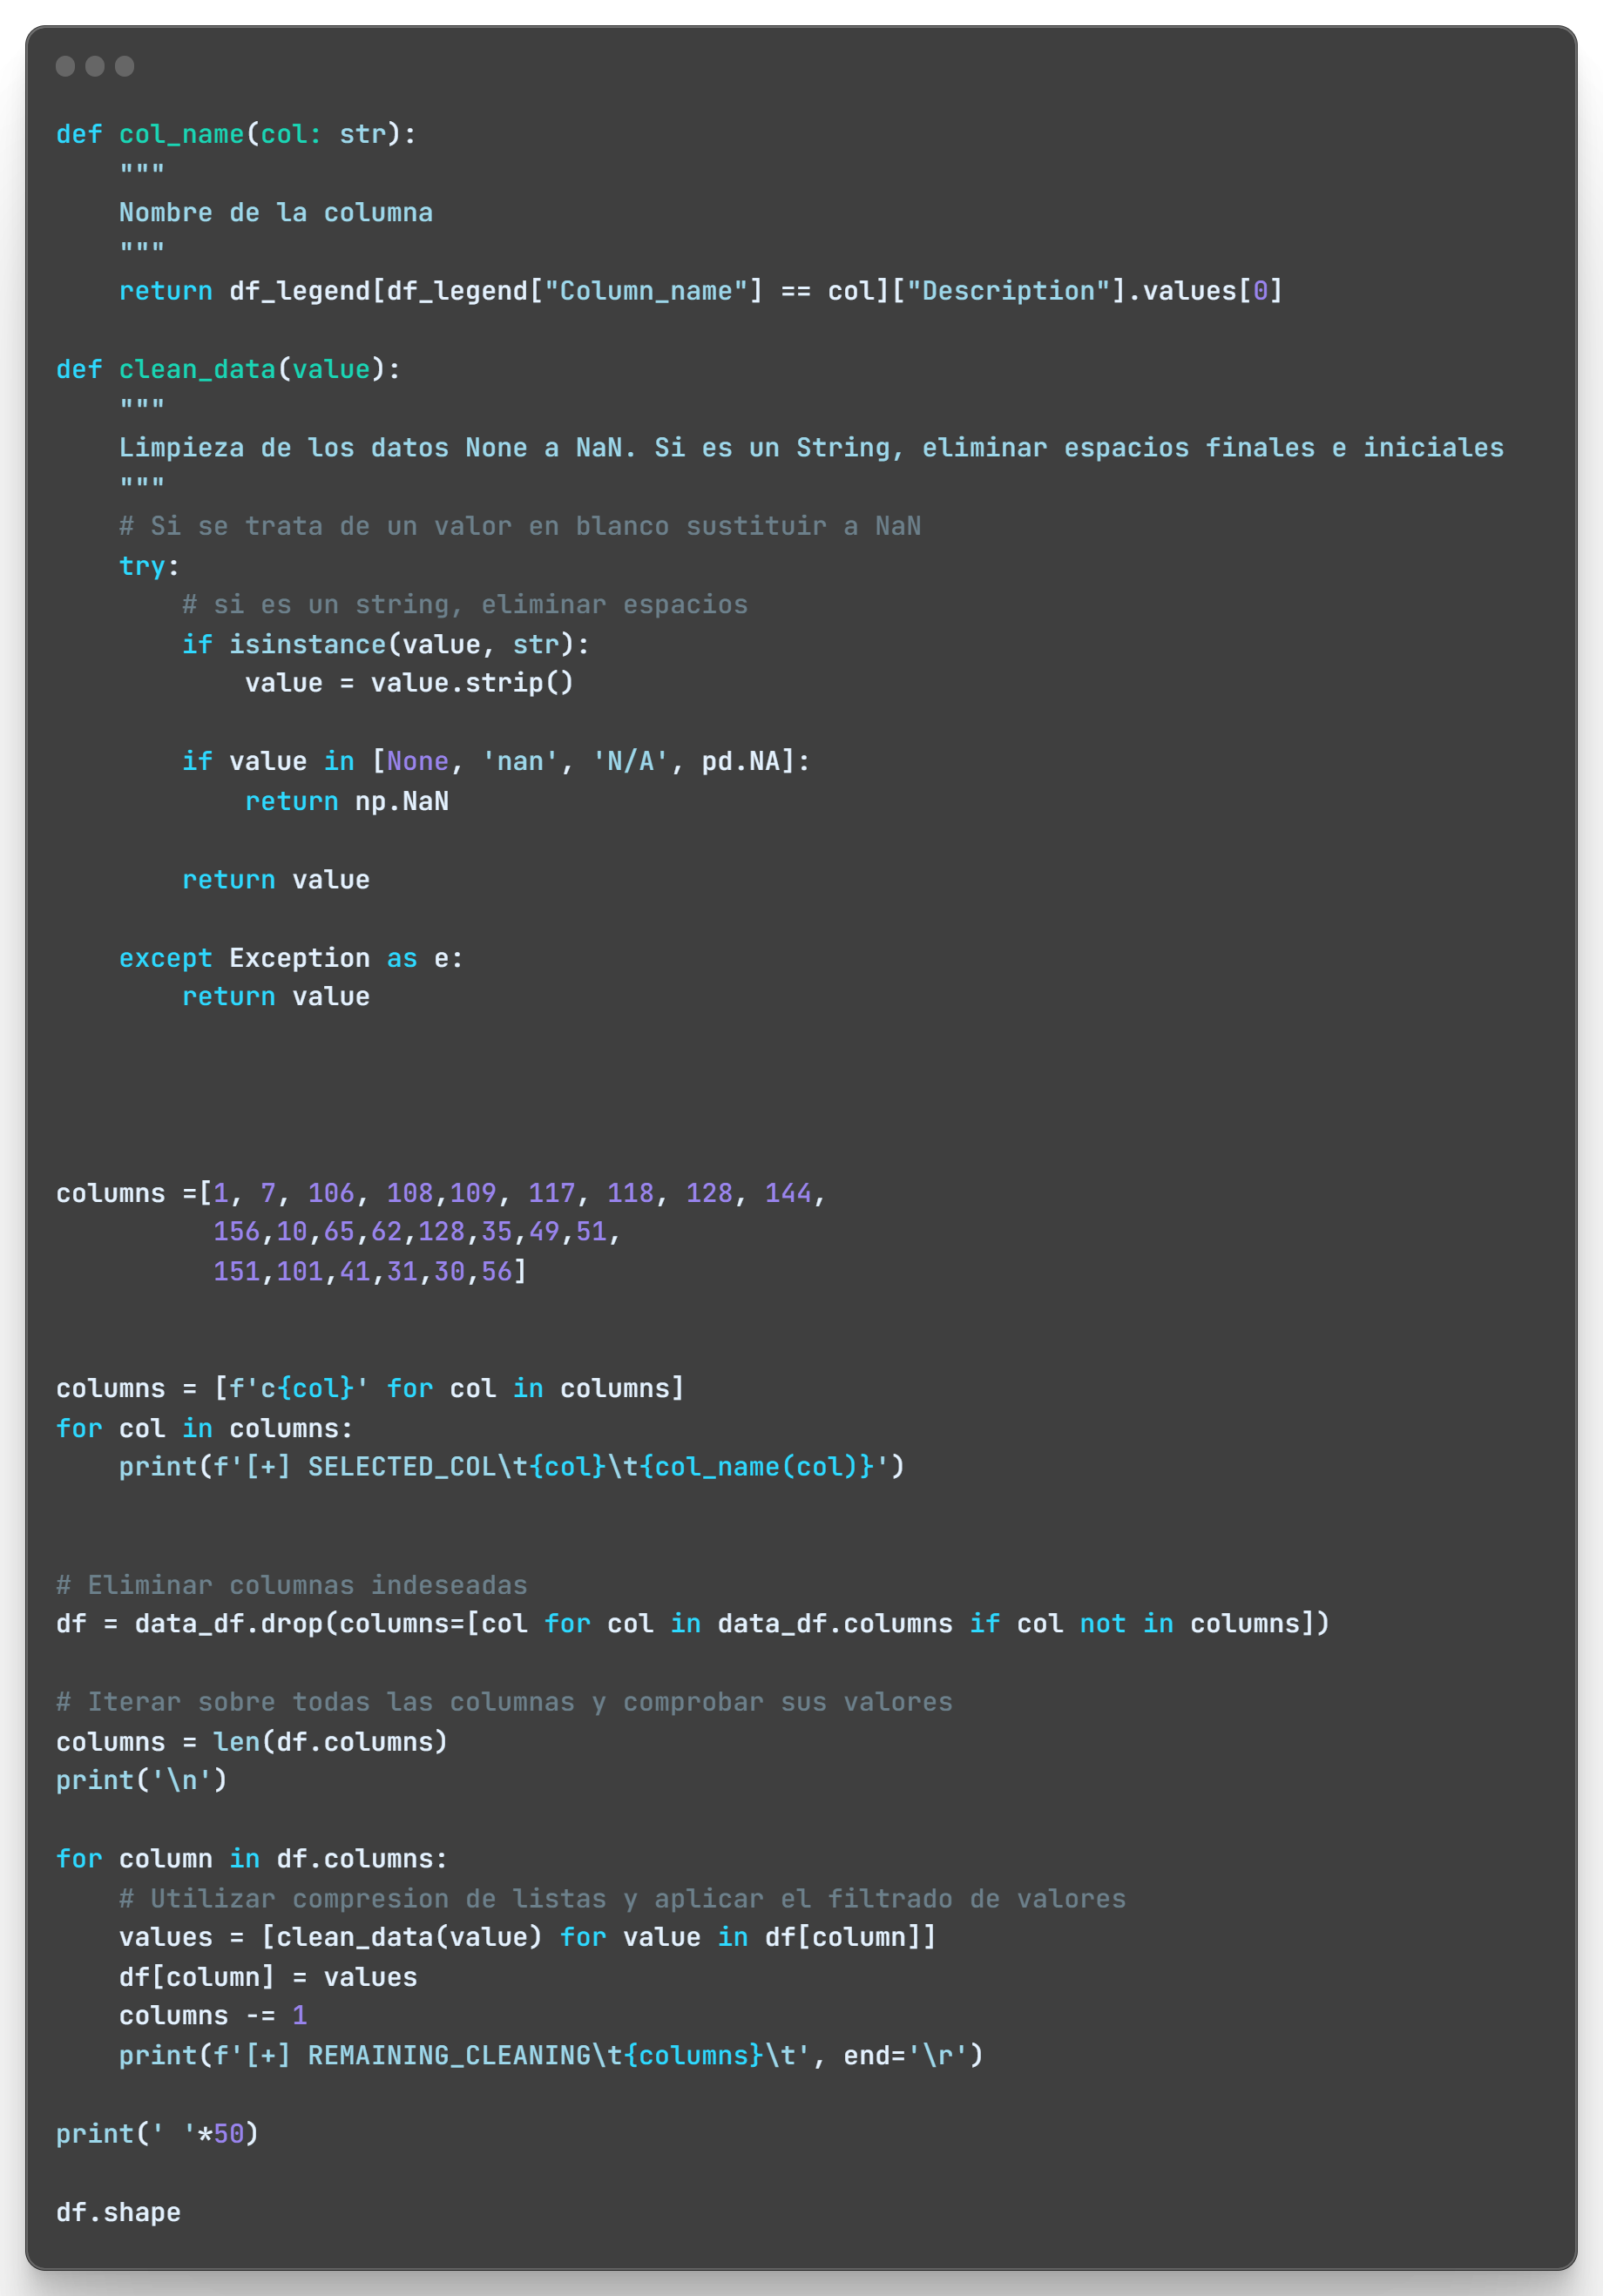 def col_name(col: str):
    """
    Nombre de la columna
    """
    return df_legend[df_legend["Column_name"] == col]["Description"].values[0]

def clean_data(value):
    """
    Limpieza de los datos None a NaN. Si es un String, eliminar espacios finales e iniciales
    """
    # Si se trata de un valor en blanco sustituir a NaN
    try:
        # si es un string, eliminar espacios
        if isinstance(value, str):
            value = value.strip()

        if value in [None, 'nan', 'N/A', pd.NA]:
            return np.NaN

        return value

    except Exception as e:
        return value

columns =[1, 7, 106, 108,109, 117, 118, 128, 144,
          156,10,65,62,128,35,49,51,
          151,101,41,31,30,56]

columns = [f'c{col}' for col in columns]
for col in columns:
    print(f'[+] SELECTED_COL\t{col}\t{col_name(col)}')

# Eliminar columnas indeseadas
df = data_df.drop(columns=[col for col in data_df.columns if col not in columns])

# Iterar sobre todas las columnas y comprobar sus valores
columns = len(df.columns)
print('\n')

for column in df.columns:
    # Utilizar compresion de listas y aplicar el filtrado de valores
    values = [clean_data(value) for value in df[column]]
    df[column] = values
    columns -= 1
    print(f'[+] REMAINING_CLEANING\t{columns}\t', end='\r')

print(' '*50)

df.shape